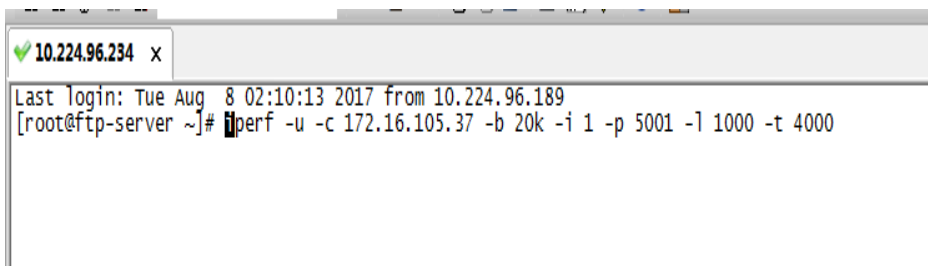 10.224.96.234 X
Last login: Tue Aug  8 02:10:13 2017 from 10.224.96.189
[root@ftp-server ~]# iperf -u -c 172.16.105.37 -b 20k -i 1 -p 5001 -l 1000 -t 4000